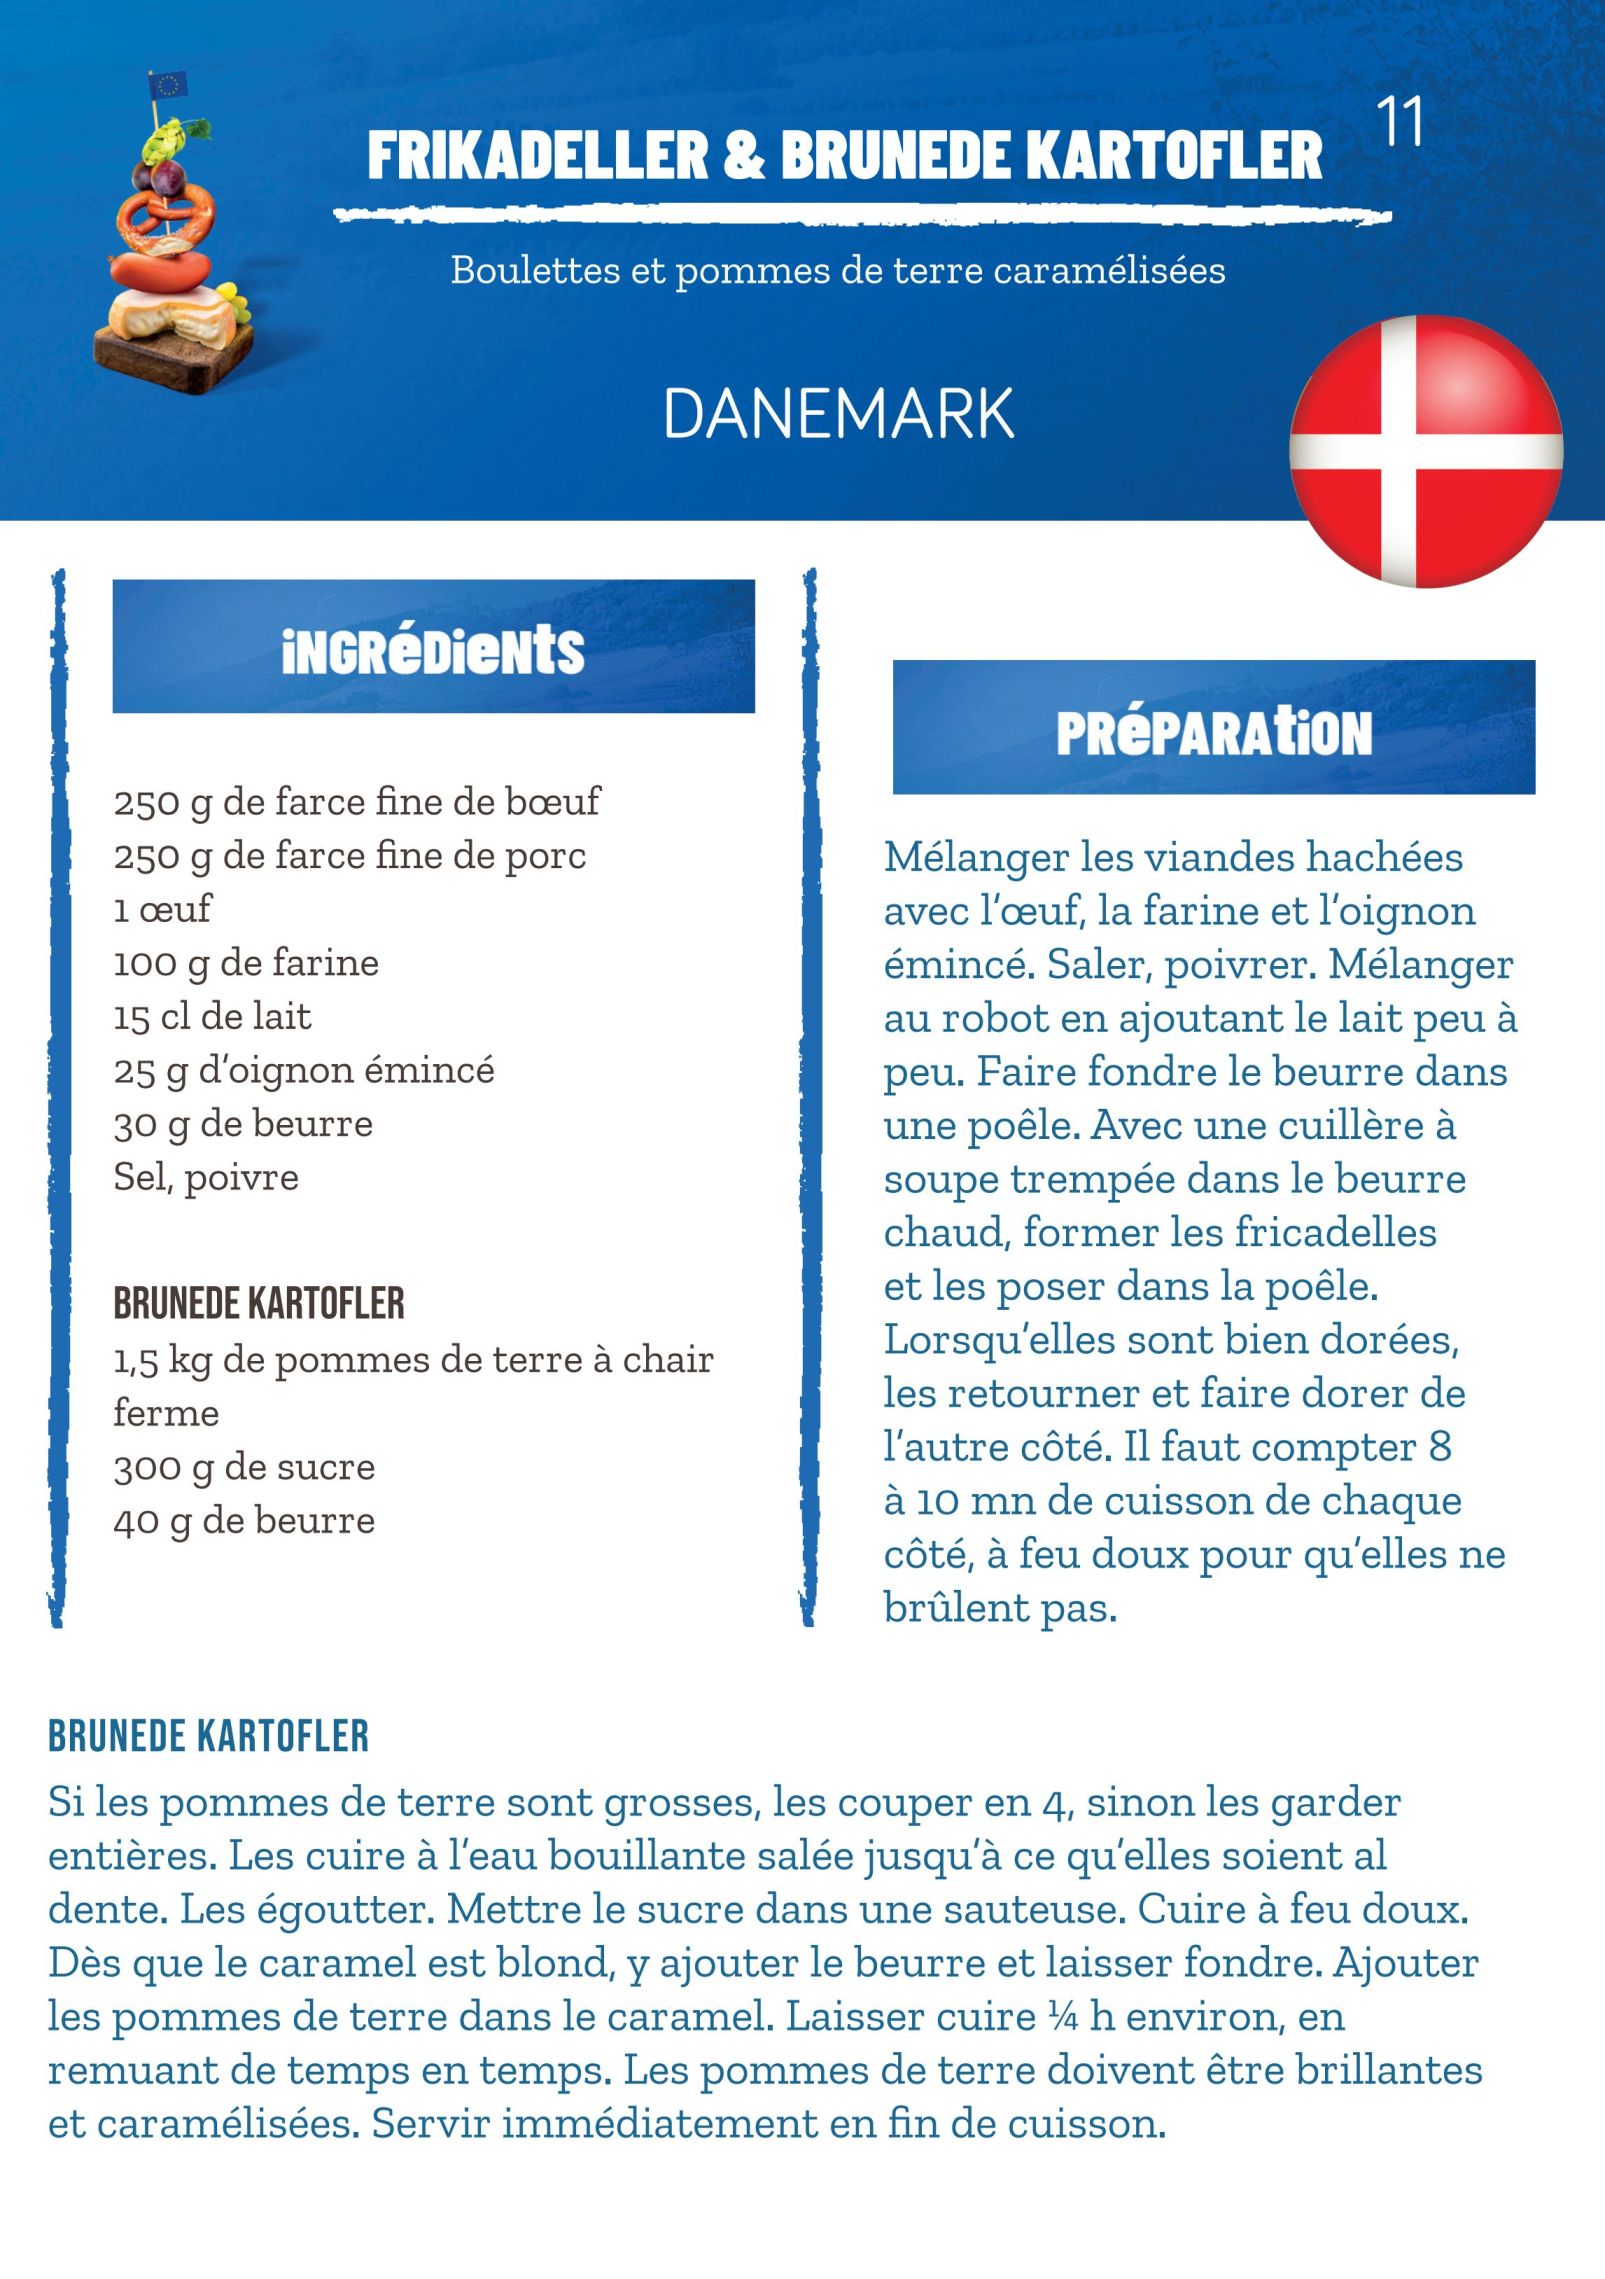 11
FRIKADELLER & BRUNEDE KARTOFLER
Boulettes et pommes de terre caramélisées
DANEMARK
iNGRéDieNtS
250 g de farce fine de bœuf
250 g de farce fine de porc
1 œuf
100 g de farine
15 cl de lait
25 g d’oignon émincé
30 g de beurre
Sel, poivre
BRUNEDE KARTOFLER
1,5 kg de pommes de terre à chair
ferme
300 g de sucre
40 g de beurre
PRéPARAtiON
Mélanger les viandes hachées
avec l’œuf, la farine et l’oignon
émincé. Saler, poivrer. Mélanger
au robot en ajoutant le lait peu à
peu. Faire fondre le beurre dans
une poêle. Avec une cuillère à
soupe trempée dans le beurre
chaud, former les fricadelles
et les poser dans la poêle.
Lorsqu’elles sont bien dorées,
les retourner et faire dorer de
l’autre côté. Il faut compter 8
à 10 mn de cuisson de chaque
côté, à feu doux pour qu’elles ne
brûlent pas.
BRUNEDE KARTOFLER
Si les pommes de terre sont grosses, les couper en 4, sinon les garder
entières. Les cuire à l’eau bouillante salée jusqu’à ce qu’elles soient al
dente. Les égoutter. Mettre le sucre dans une sauteuse. Cuire à feu doux.
Dès que le caramel est blond, y ajouter le beurre et laisser fondre. Ajouter
les pommes de terre dans le caramel. Laisser cuire ¼ h environ, en
remuant de temps en temps. Les pommes de terre doivent être brillantes
et caramélisées. Servir immédiatement en fin de cuisson.